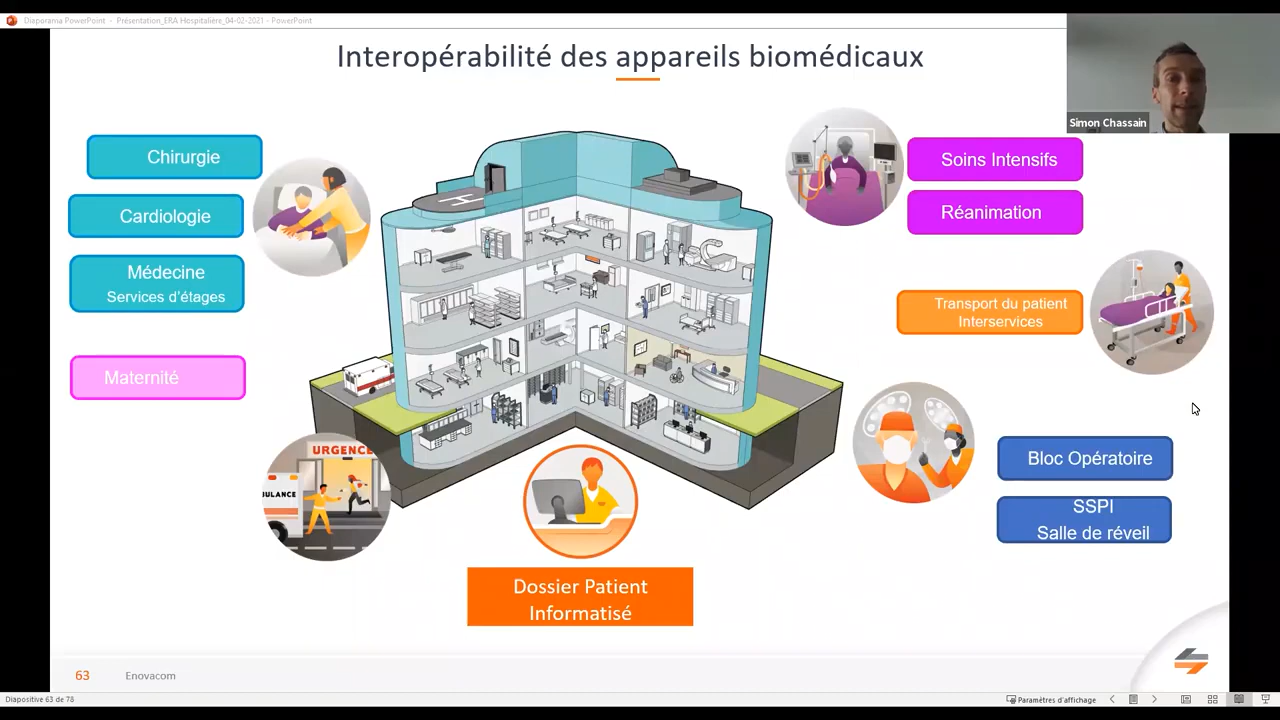 Diaporama PowerPoint - Présentation_ERA Hospitalière_04-02-2021 - PowerPoint
Interopérabilité des appareils biomédicaux
Simon Chassain
Chirurgie
Cardiologie
Médecine
Services d'étages
Maternité
Soins Intensifs
Réanimation
Transport du patient
Interservices
H
URGENCE
BULANCE
Bloc Opératoire
SSPI
Salle de réveil
Dossier Patient
Informatisé
63
Enovacom
Diapositive 63 de 78
Paramètres d'affichage